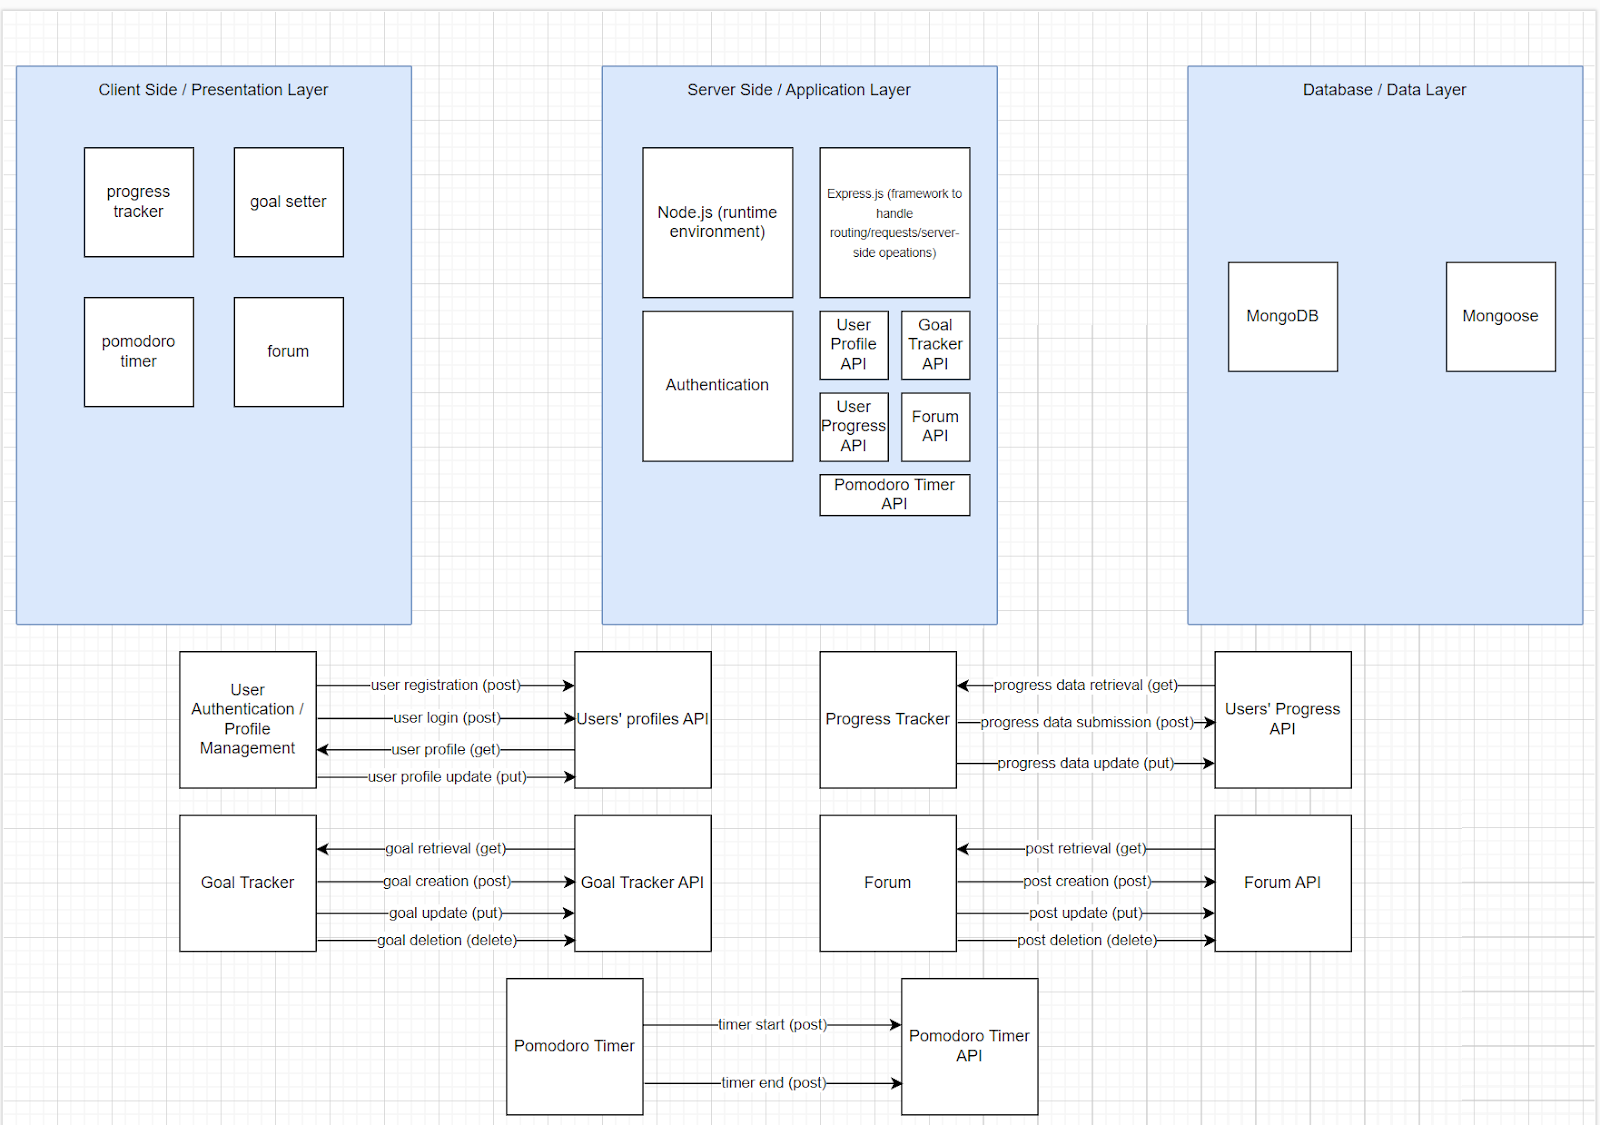 Client Side / Presentation Layer
progress
tracker
goal setter
pomodoro
timer
forum
Server Side / Application Layer
Node.js (runtime
environment)
Express.js (framework to
handle
routing/requests/server-
side opeations)
Authentication
User
Profile
API
Goal
Tracker
API
User
Progress
API
Forum
API
Pomodoro Timer
API
Database / Data Layer
MongoDB
Mongoose
User
Authentication /
Profile
Management
user registration (post)
user login (post)
user profile (get)
user profile update (put)
Users' profiles API
Progress Tracker
progress data retrieval (get)
progress data submission (post)
progress data update (put)
Users' Progress
API
Goal Tracker
goal retrieval (get)
goal creation (post)
goal update (put)
goal deletion (delete)
Goal Tracker API
Forum
post retrieval (get)
post creation (post)
post update (put)
post deletion (delete)
Forum API
Pomodoro Timer
timer start (post)
timer end (post)
Pomodoro Timer
API